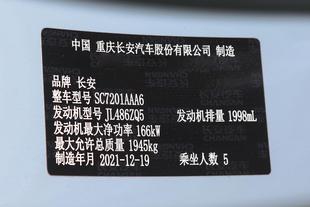 中国 重庆长安汽车股份有限公司 制造
品牌 长安
整车型号 SC7201AAA6
发动机型号 JL486ZQ5 发动机排量 1998mL
发动机最大净功率 166kW
最大允许总质量 1945kg
制造年月 2021-12-19 乘坐人数 5